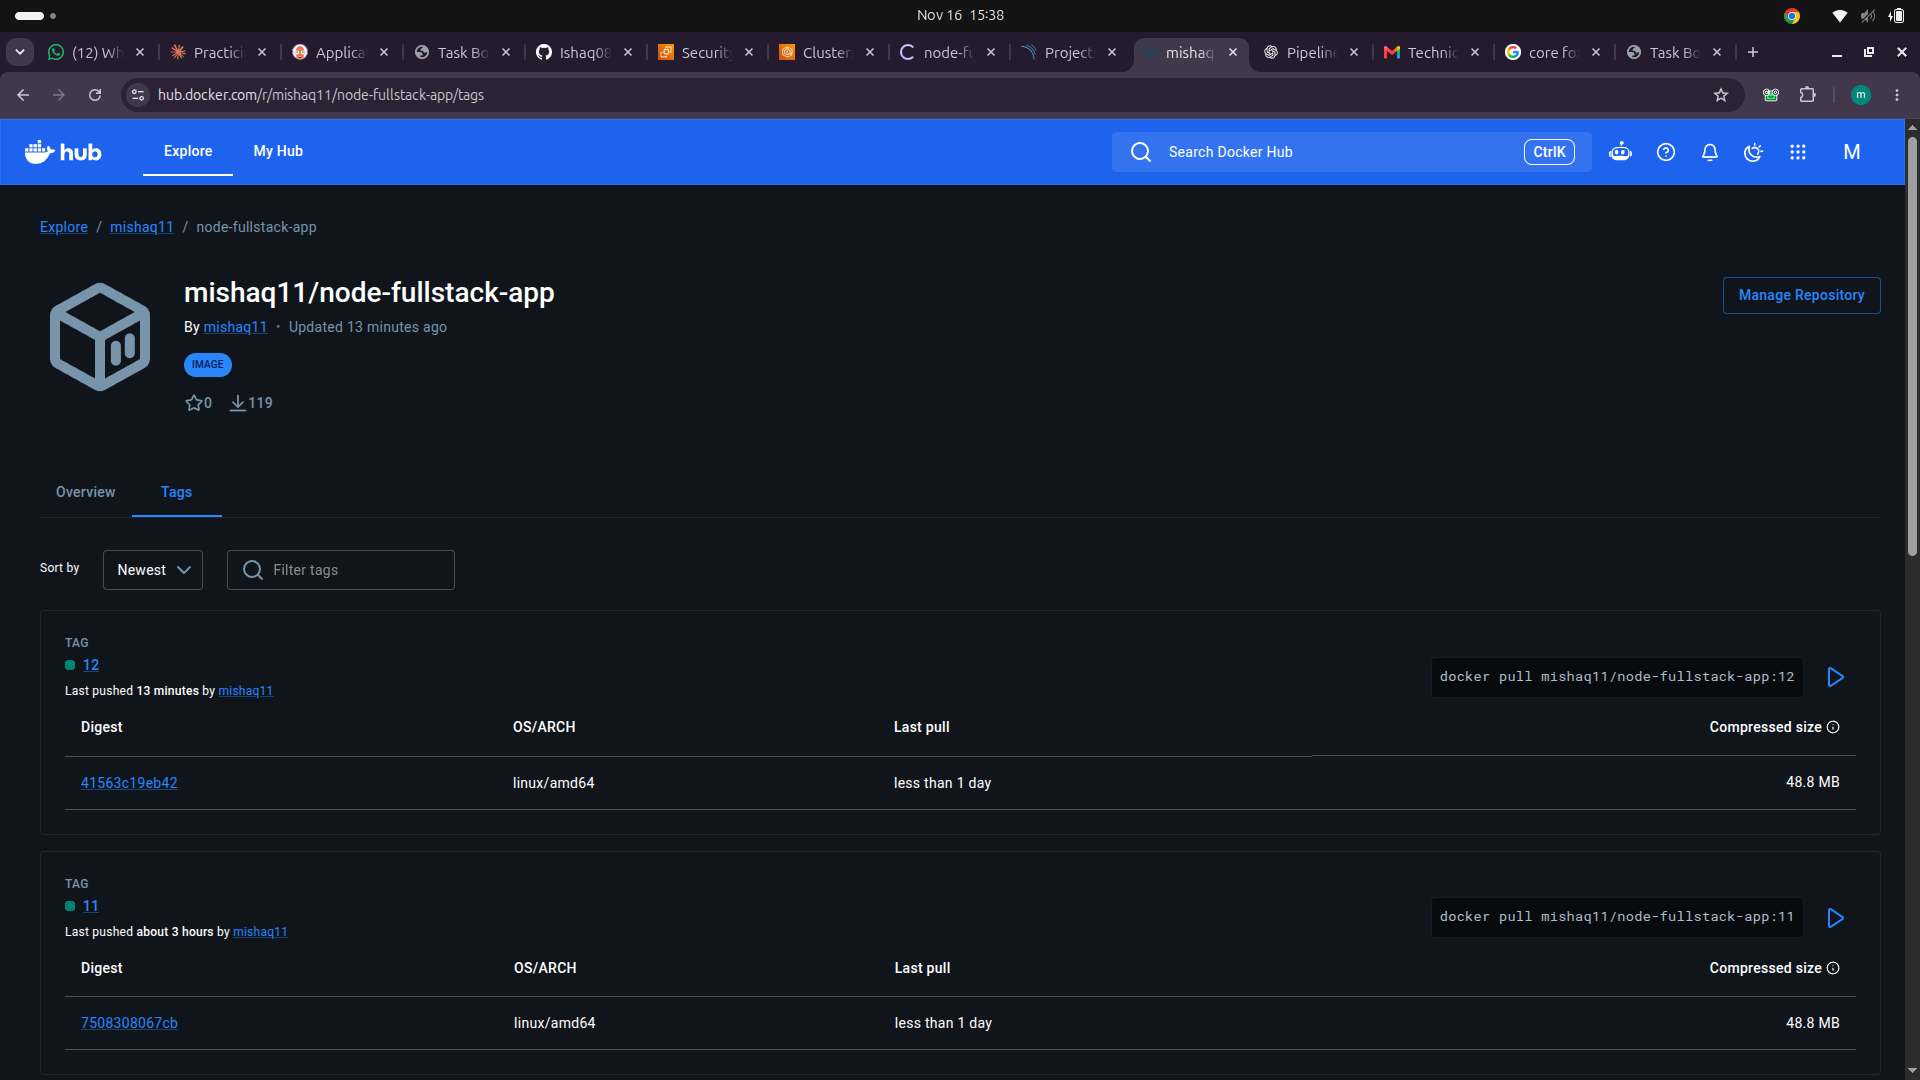 Nov 16 15:38
(12) Wh
Practici
Applica
Task Bo
Ishaq08
Security
Cluster
node-fu
Project
mishaq
Pipeline
Technic
core fo
Task Bo
hub.docker.com/r/mishaq11/node-fullstack-app/tags
m
hub
Explore
My Hub
Search Docker Hub
CtrlK
M
Explore / mishaq11 / node-fullstack-app
mishaq11/node-fullstack-app
Manage Repository
By mishaq11 • Updated 13 minutes ago
IMAGE
0 119
Overview
Tags
Sort by
Newest
Filter tags
TAG
12
docker pull mishaq11/node-fullstack-app:12
Last pushed 13 minutes by mishaq11
Digest OS/ARCH Last pull Compressed size
41563c19eb42 linux/amd64 less than 1 day 48.8 MB
TAG
11
docker pull mishaq11/node-fullstack-app:11
Last pushed about 3 hours by mishaq11
Digest OS/ARCH Last pull Compressed size
7508308067cb linux/amd64 less than 1 day 48.8 MB